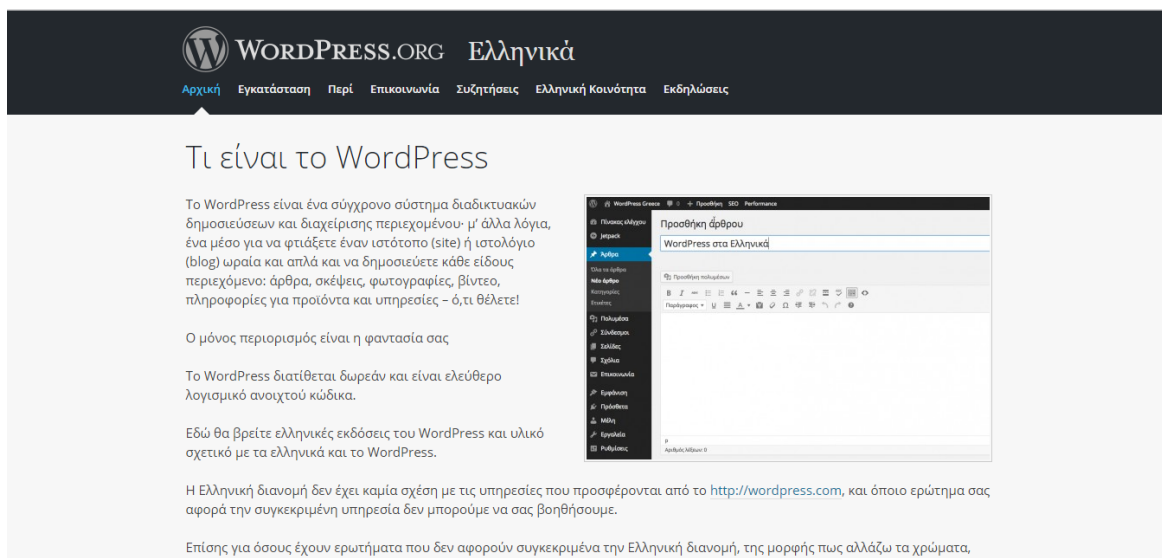 WORDPRESS.ORG Ελληνικά
Αρχική Εγκατάσταση Περί Επικοινωνία Συζητήσεις Ελληνική Κοινότητα Εκδηλώσεις
Τι είναι το WordPress
Το WordPress είναι ένα σύγχρονο σύστημα διαδικτυακών
δημοσιεύσεων και διαχείρισης περιεχομένου· μ’ άλλα λόγια,
ένα μέσο για να φτιάξετε έναν ιστότοπο (site) ή ιστολόγιο
(blog) ωραία και απλά και να δημοσιεύετε κάθε είδους
περιεχόμενο: άρθρα, σκέψεις, φωτογραφίες, βίντεο,
πληροφορίες για προϊόντα και υπηρεσίες – ό,τι θέλετε!
Ο μόνος περιορισμός είναι η φαντασία σας
Το WordPress διατίθεται δωρεάν και είναι ελεύθερο
λογισμικό ανοιχτού κώδικα.
Εδώ θα βρείτε ελληνικές εκδόσεις του WordPress και υλικό
σχετικό με τα ελληνικά και το WordPress.
WordPress Greece 0 + Προσθήκη SEO Performance
Πίνακας ελέγχου
Jetpack
Άρθρα
Όλα τα άρθρα
Νέο άρθρο
Κατηγορίες
Ετικέτες
Πολυμέσα
Σύνδεσμοι
Σελίδες
Σχόλια
Επικοινωνία
Εμφάνιση
Πρόσθετα
Μέλη
Εργαλεία
Ρυθμίσεις
Προσθήκη άρθρου
WordPress στα Ελληνικά
Προσθήκη πολυμέσων
Παράγραφος
p
Αριθμός λέξεων: 0
Η Ελληνική διανομή δεν έχει καμία σχέση με τις υπηρεσίες που προσφέρονται από το http://wordpress.com, και όποιο ερώτημα σας
αφορά την συγκεκριμένη υπηρεσία δεν μπορούμε να σας βοηθήσουμε.
Επίσης για όσους έχουν ερωτήματα που δεν αφορούν συγκεκριμένα την Ελληνική διανομή, της μορφής πως αλλάζω τα χρώματα,